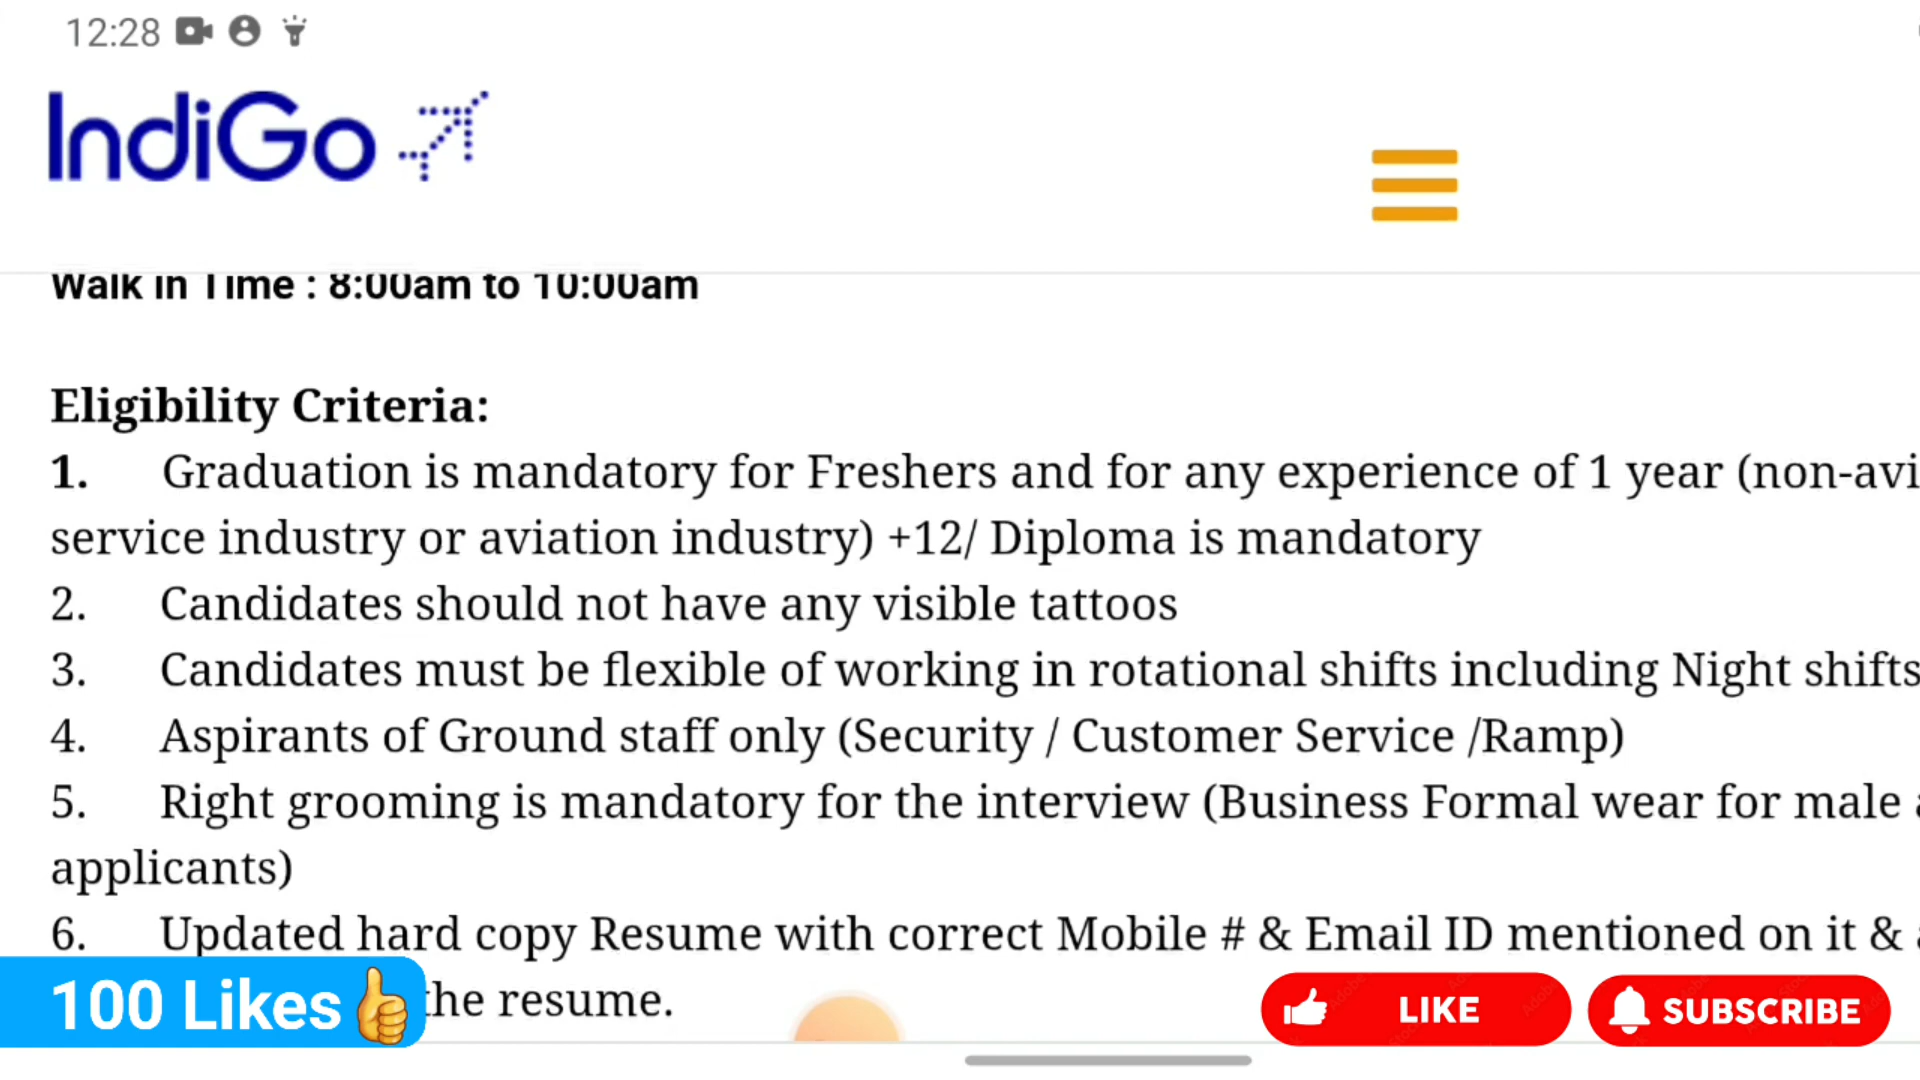 12:28
IndiGo
Walk in Time : 8:00am to 10:00am
Eligibility Criteria:
1. Graduation is mandatory for Freshers and for any experience of 1 year (non-avi
service industry or aviation industry) +12/ Diploma is mandatory
2. Candidates should not have any visible tattoos
3. Candidates must be flexible of working in rotational shifts including Night shifts
4. Aspirants of Ground staff only (Security / Customer Service /Ramp)
5. Right grooming is mandatory for the interview (Business Formal wear for male
applicants)
6. Updated hard copy Resume with correct Mobile # & Email ID mentioned on it &
the resume.
100 Likes
LIKE
SUBSCRIBE